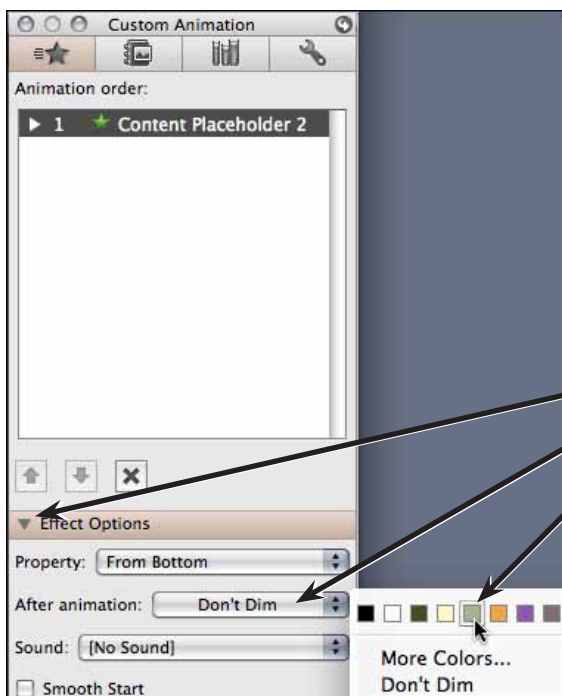 Custom Animation
Animation order:
1 Content Placeholder 2
Effect Options
Property: From Bottom
After animation: Don't Dim
Sound: [No Sound]
More Colors...
Smooth Start
Don't Dim